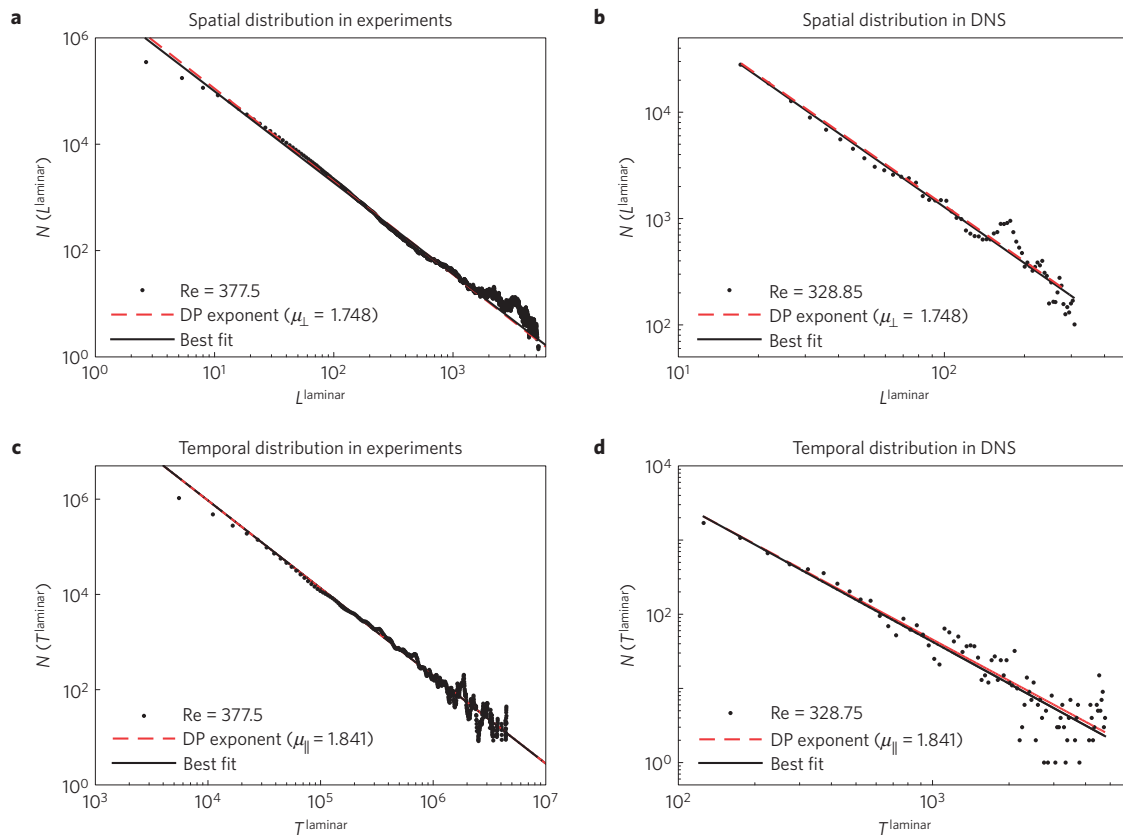 a
Spatial distribution in experiments
10^6
10^4
10^2
10^0
N (L^laminar)
Re = 377.5
DP exponent (μ⊥ = 1.748)
Best fit
10^0 10^1 10^2 10^3
L^laminar
b
Spatial distribution in DNS
10^4
10^3
10^2
N (L^laminar)
Re = 328.85
DP exponent (μ⊥ = 1.748)
Best fit
10^1 10^2
L^laminar
c
Temporal distribution in experiments
10^6
10^4
10^2
10^0
N (T^laminar)
Re = 377.5
DP exponent (μ|| = 1.841)
Best fit
10^3 10^4 10^5 10^6 10^7
T^laminar
d
Temporal distribution in DNS
10^4
10^2
10^0
N (T^laminar)
Re = 328.75
DP exponent (μ|| = 1.841)
Best fit
10^2 10^3
T^laminar